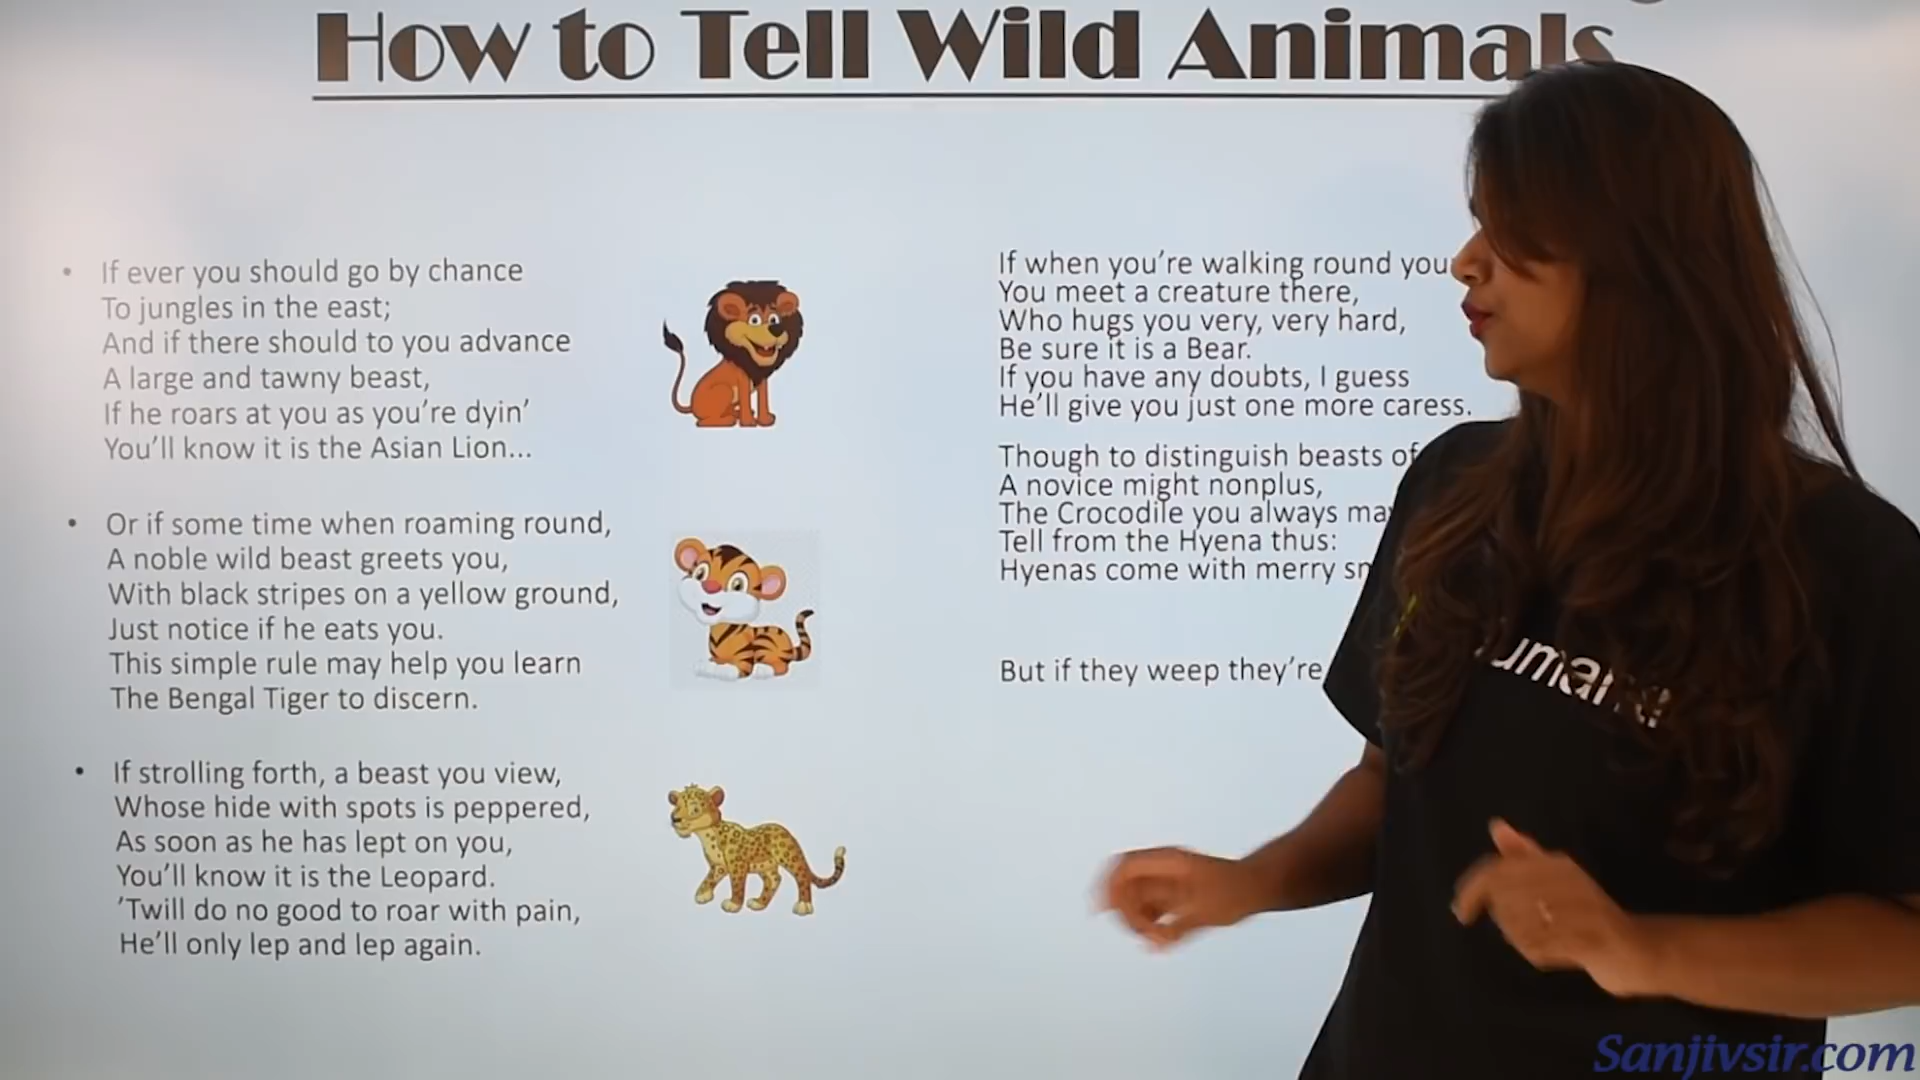 How to Tell Wild Animals
• If ever you should go by chance
To jungles in the east;
And if there should to you advance
A large and tawny beast,
If he roars at you as you're dyin'
You'll know it is the Asian Lion...
• Or if some time when roaming round,
A noble wild beast greets you,
With black stripes on a yellow ground,
Just notice if he eats you.
This simple rule may help you learn
The Bengal Tiger to discern.
• If strolling forth, a beast you view,
Whose hide with spots is peppered,
As soon as he has lept on you,
You'll know it is the Leopard.
'Twill do no good to roar with pain,
He'll only lep and lep again.
If when you're walking round
You meet a creature there,
Who hugs you very, very hard,
Be sure it is a Bear.
If you have any doubts, I guess
He'll give you just one more caress.
Though to distinguish beasts of
A novice might nonplus,
The Crocodile you always
Tell from the Hyena thus:
Hyenas come with merry
But if they weep they're
Sanjivsir.com